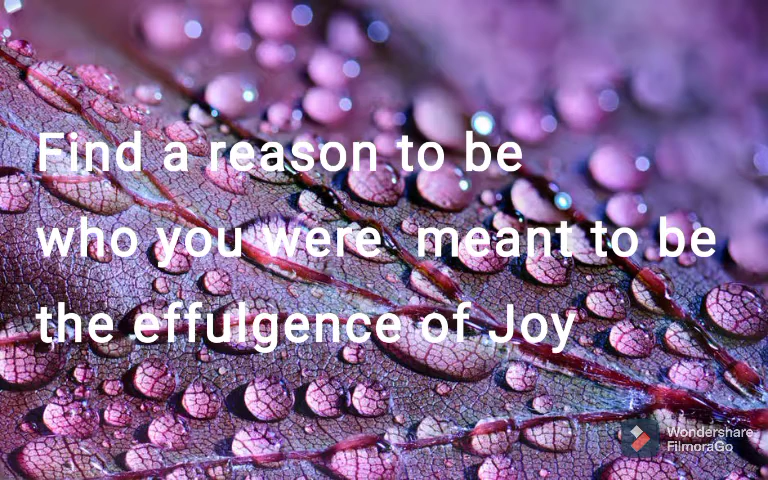 Find a reason to be
who you were  meant to be
the effulgence of Joy
Wondershare
FilmoraGo